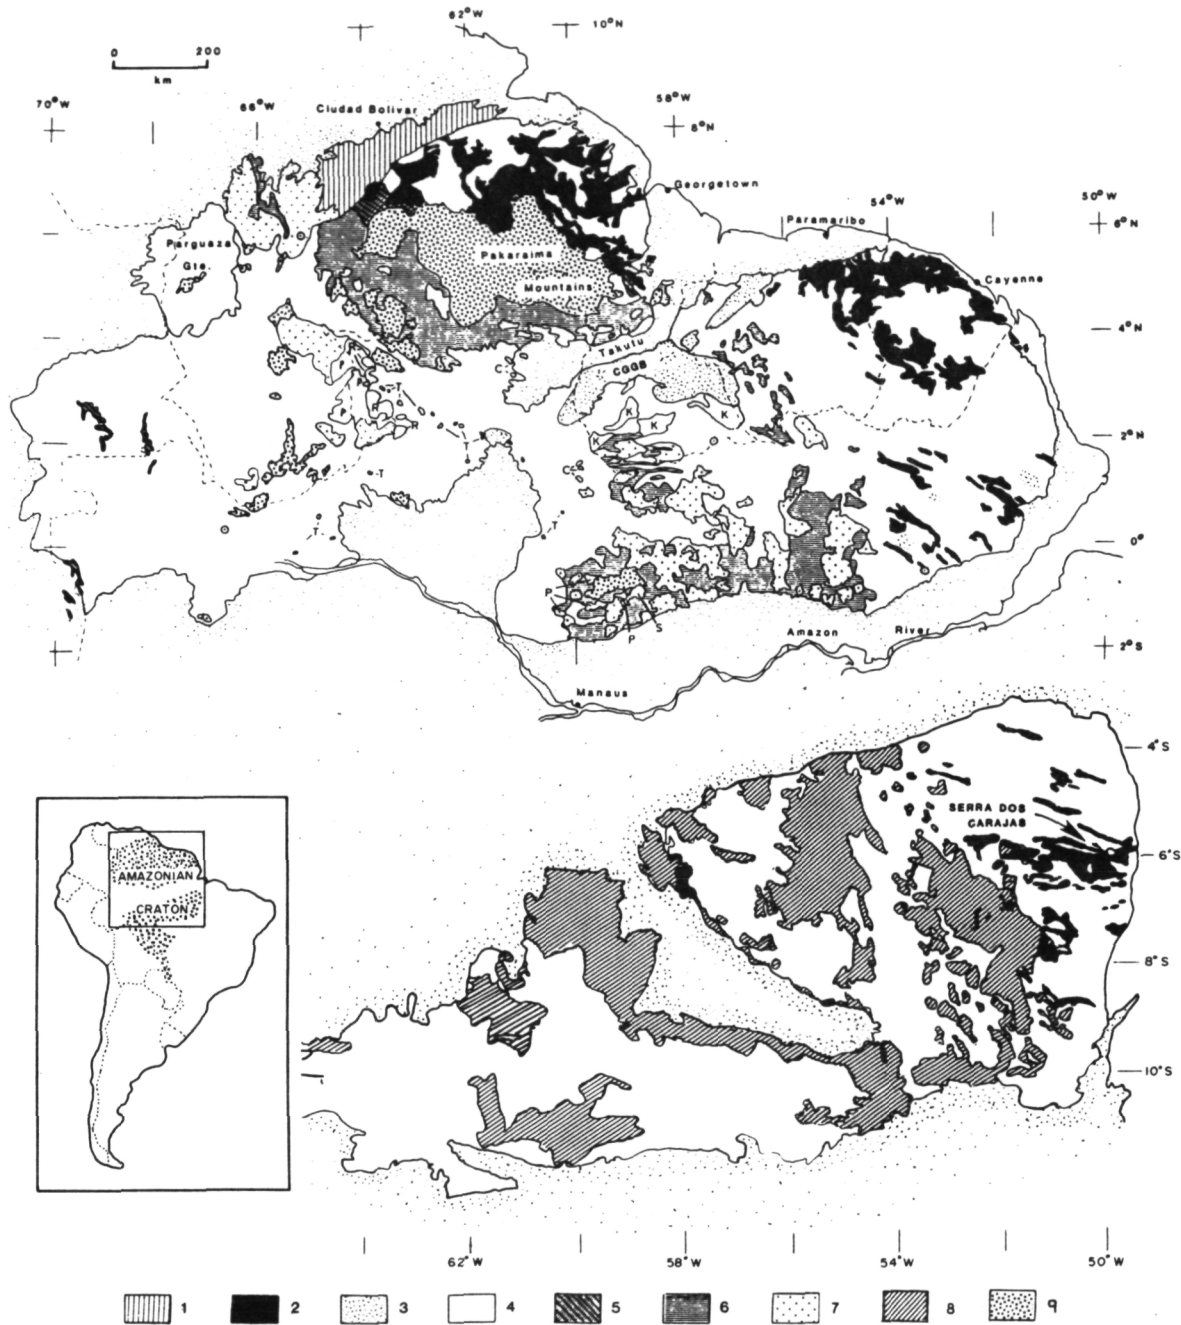 62°W
10°N
0 200
km
70°W
66°W
Ciudad Bolivar
58°W
8°N
Georgetown
54°W
50°W
Paramaribo
6°N
Parguaza
Gte.
Pakaraima
Mountains
Cayenne
4°N
Takutu
C
CGGB
P
P
T
R
P
R
K
K
K
2°N
T
T
C
T
T
0°
P
S
P
Amazon River
2°S
Manaus
4°S
SERRA DOS
CARAJAS
6°S
AMAZONIAN
CRATON
8°S
10°S
62°W
58°W
54°W
50°W
1 2 3 4 5 6 7 8 9